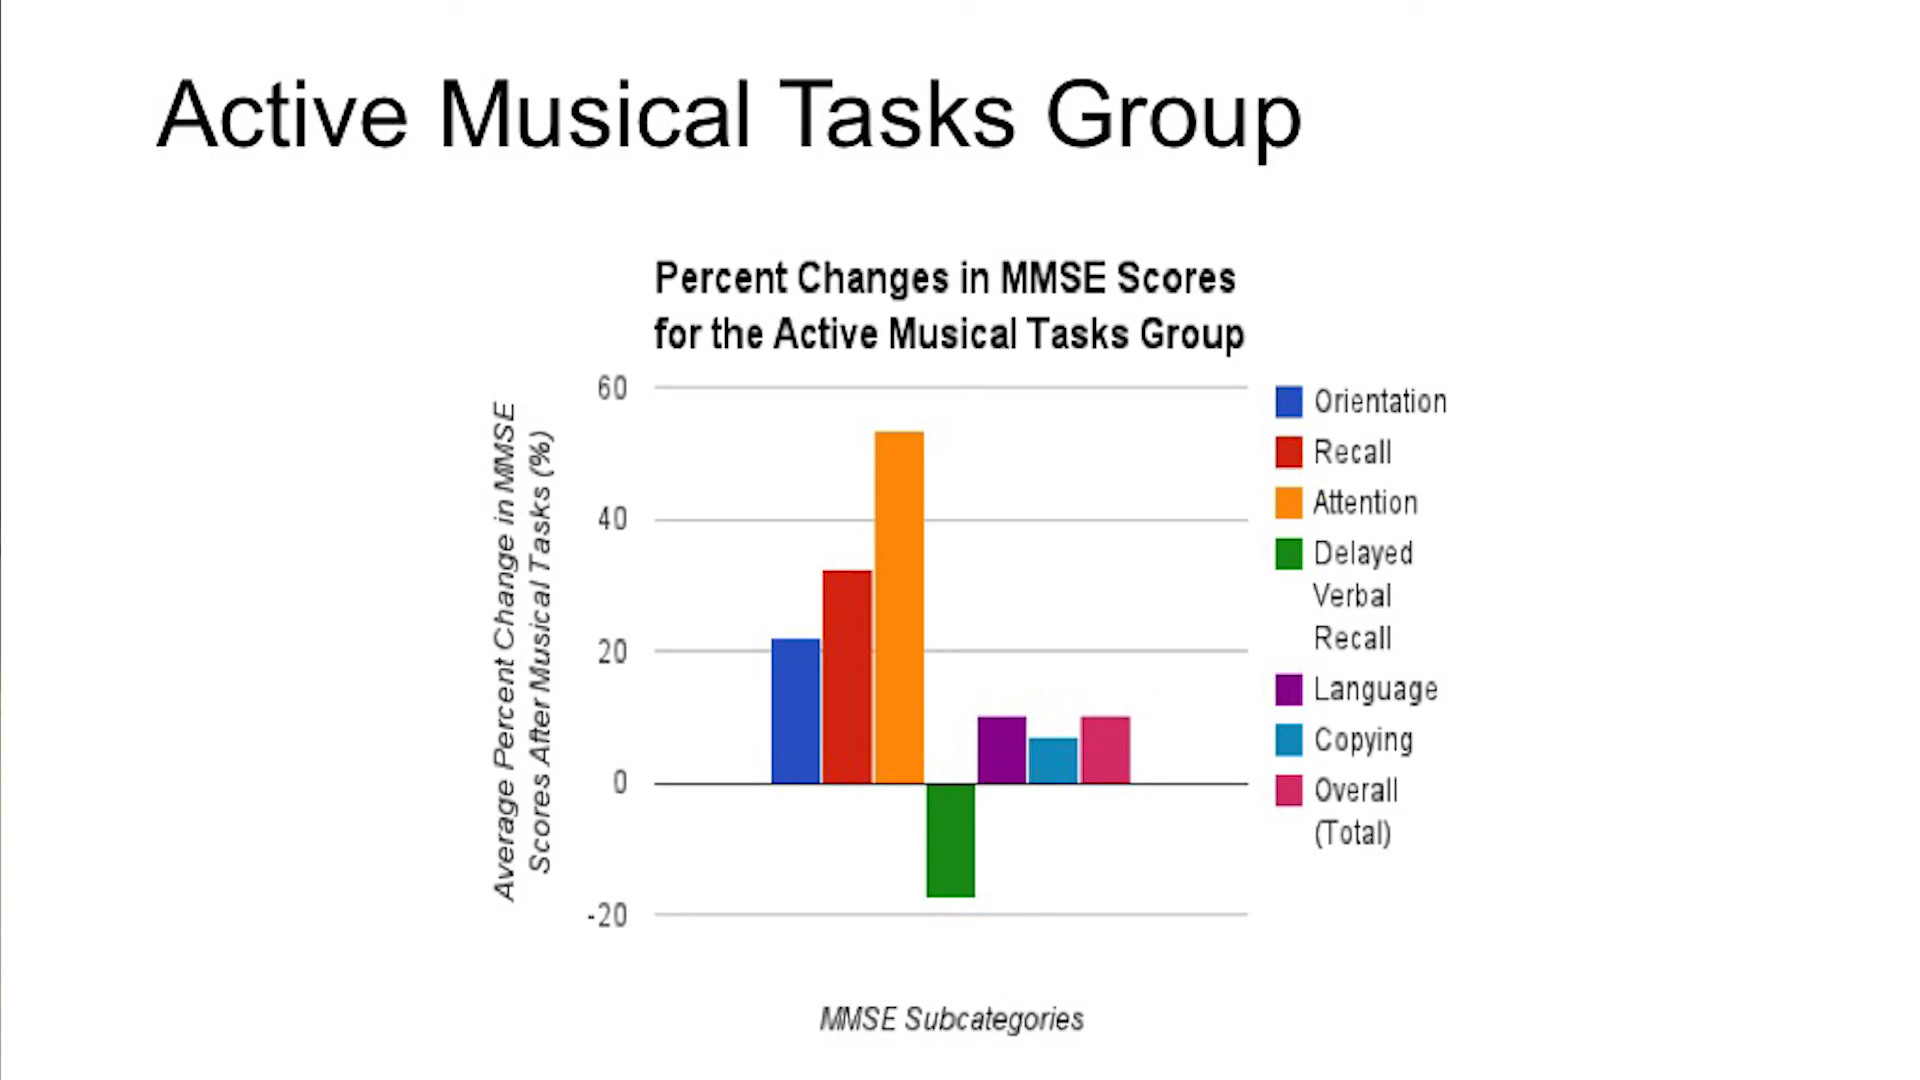 Active Musical Tasks Group
Percent Changes in MMSE Scores
for the Active Musical Tasks Group
Average Percent Change in MMSE
Scores After Musical Tasks (%)
60
40
20
0
-20
Orientation
Recall
Attention
Delayed
Verbal
Recall
Language
Copying
Overall
(Total)
MMSE Subcategories